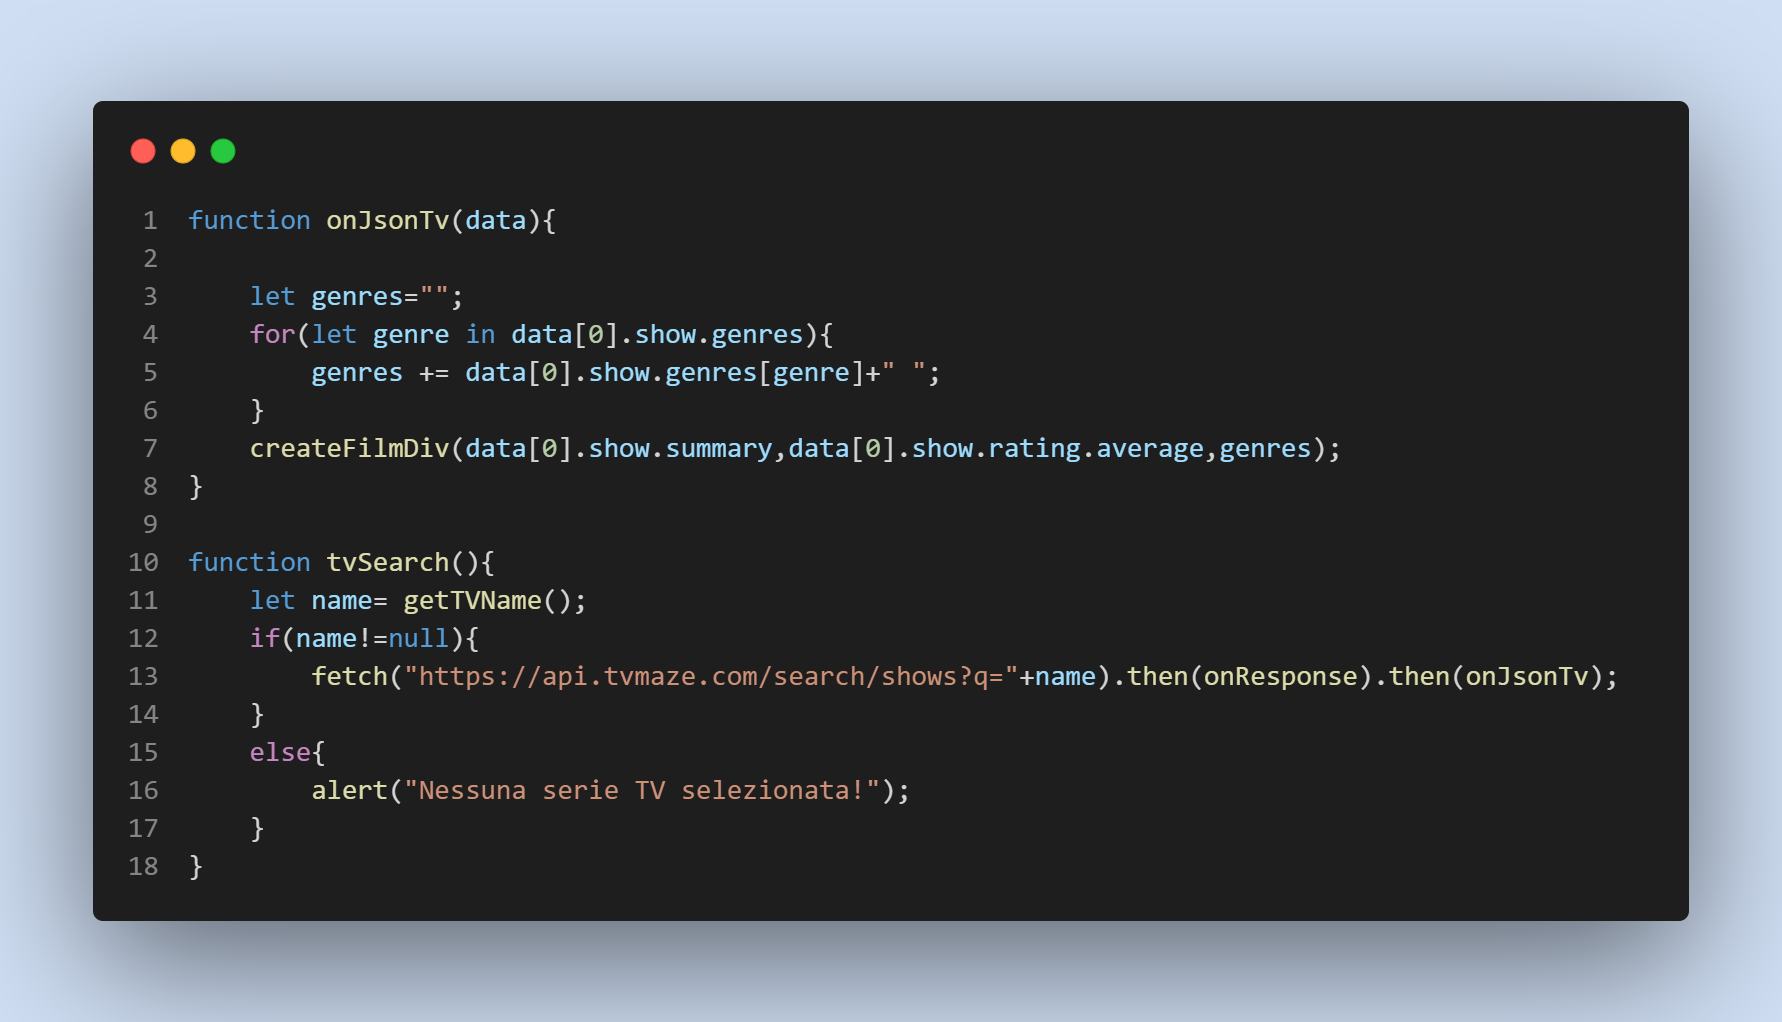 1 function onJsonTv(data){
2
3     let genres="";
4     for(let genre in data[0].show.genres){
5         genres += data[0].show.genres[genre]+" ";
6     }
7     createFilmDiv(data[0].show.summary,data[0].show.rating.average,genres);
8 }
9
10 function tvSearch(){
11     let name= getTVName();
12     if(name!=null){
13         fetch("https://api.tvmaze.com/search/shows?q="+name).then(onResponse).then(onJsonTv);
14     }
15     else{
16         alert("Nessuna serie TV selezionata!");
17     }
18 }